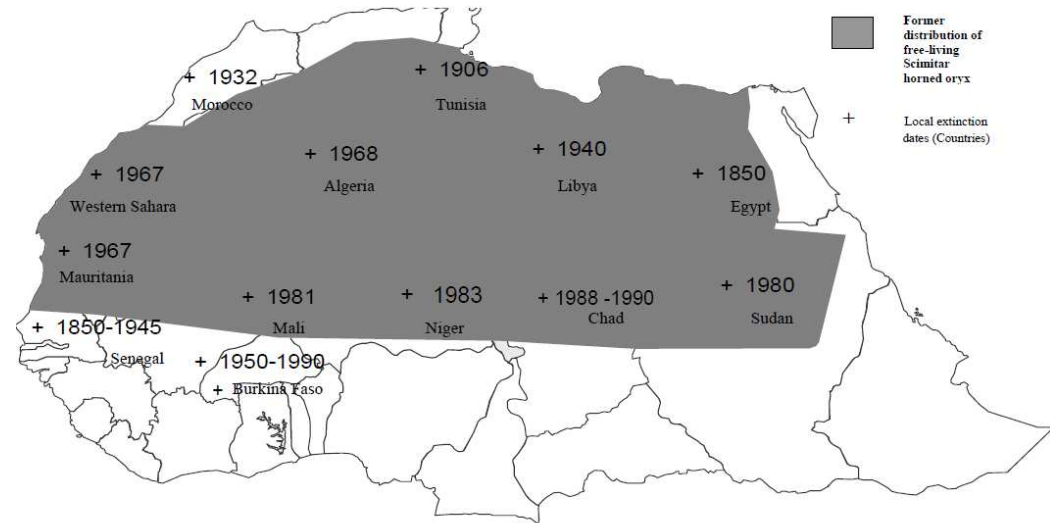 Former
distribution of
free-living
Scimitar
horned oryx
+ 1932
Morocco
+ 1906
Tunisia
+ Local extinction
dates (Countries)
+ 1967
Western Sahara
+ 1968
Algeria
+ 1940
Libya
+ 1850
Egypt
+ 1967
Mauritania
+ 1981
Mali
+ 1983
Niger
+ 1988 -1990
Chad
+ 1980
Sudan
+ 1850-1945
Senegal
+ 1950-1990
+ Burkina Faso